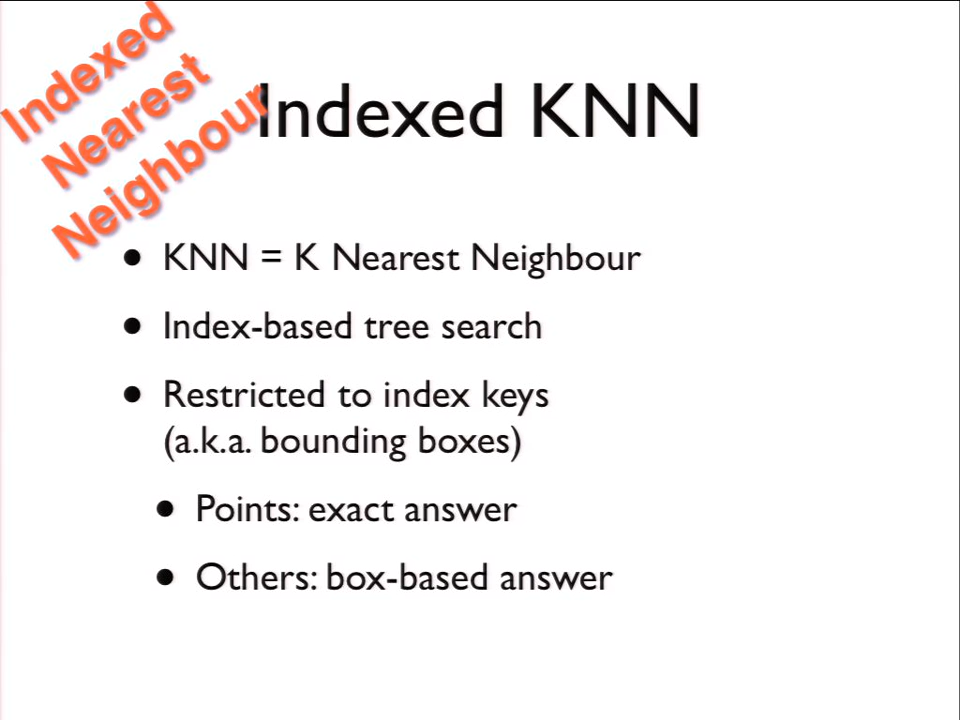 Indexed
Nearest
Neighbour
Indexed KNN
• KNN = K Nearest Neighbour
• Index-based tree search
• Restricted to index keys
(a.k.a. bounding boxes)
• Points: exact answer
• Others: box-based answer